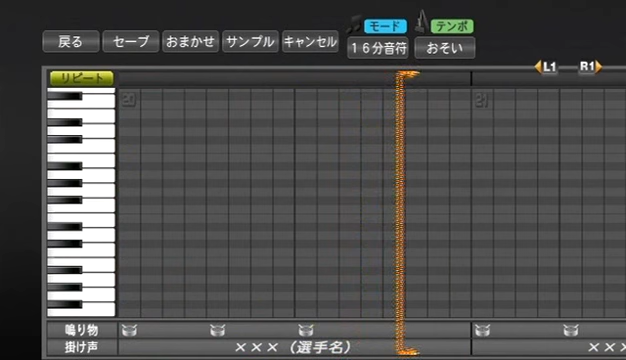 モード テンポ
戻る セーブ おまかせ サンプル キャンセル 16分音符 おそい
L1 R1
リピート
20 21
鳴り物
掛け声 ××× (選手名) ×××